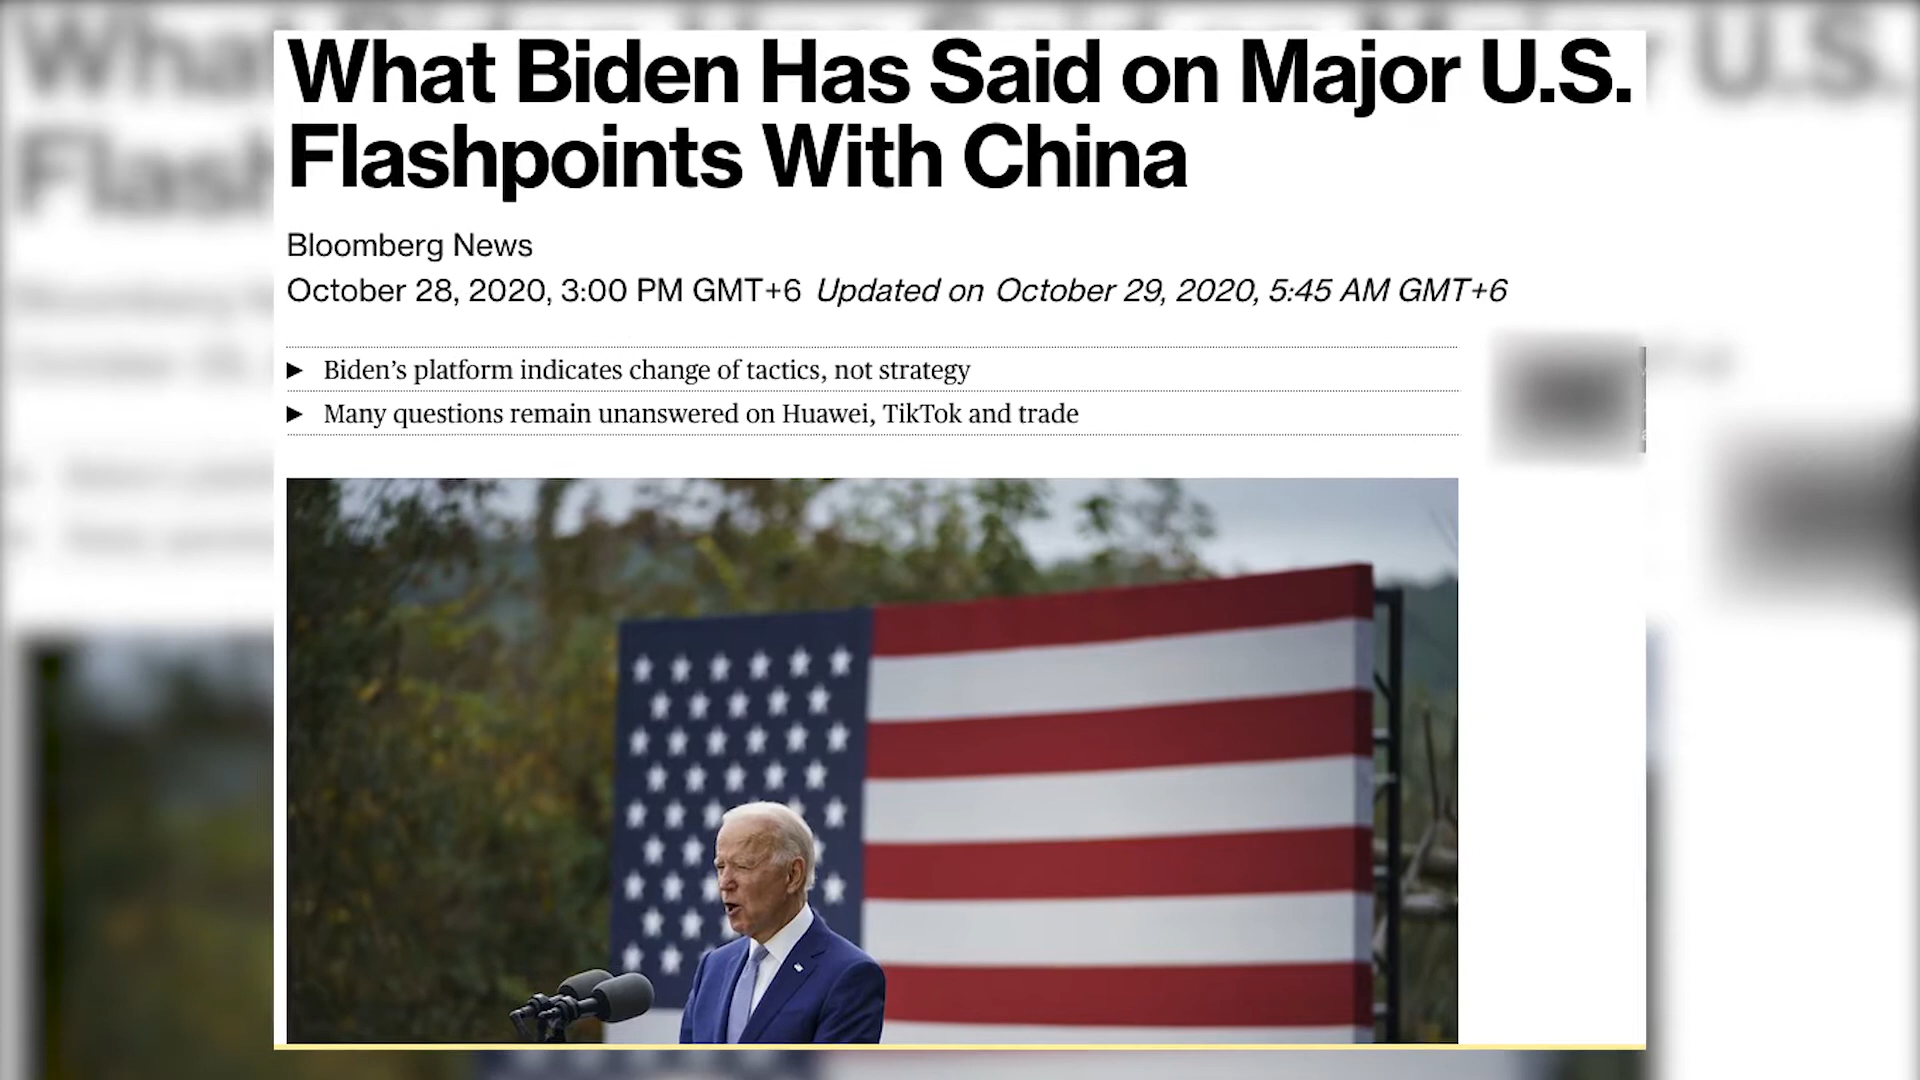 What Biden Has Said on Major U.S.
Flashpoints With China
Bloomberg News
October 28, 2020, 3:00 PM GMT+6 Updated on October 29, 2020, 5:45 AM GMT+6
► Biden’s platform indicates change of tactics, not strategy
► Many questions remain unanswered on Huawei, TikTok and trade